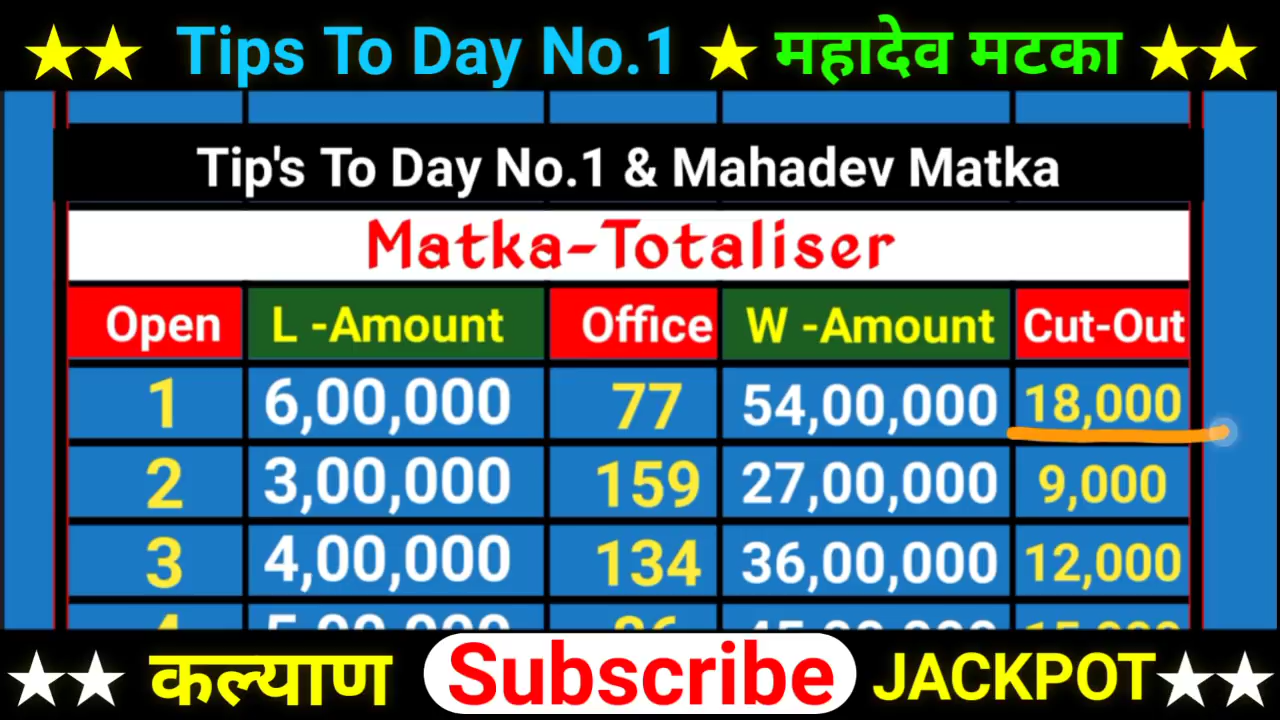 Tips To Day No.1 ★ महादेव मटका
Tip's To Day No.1 & Mahadev Matka
Matka-Totaliser
Open L -Amount Office W -Amount Cut-Out
1 6,00,000 77 54,00,000 18,000
2 3,00,000 159 27,00,000 9,000
3 4,00,000 134 36,00,000 12,000
कल्याण Subscribe JACKPOT